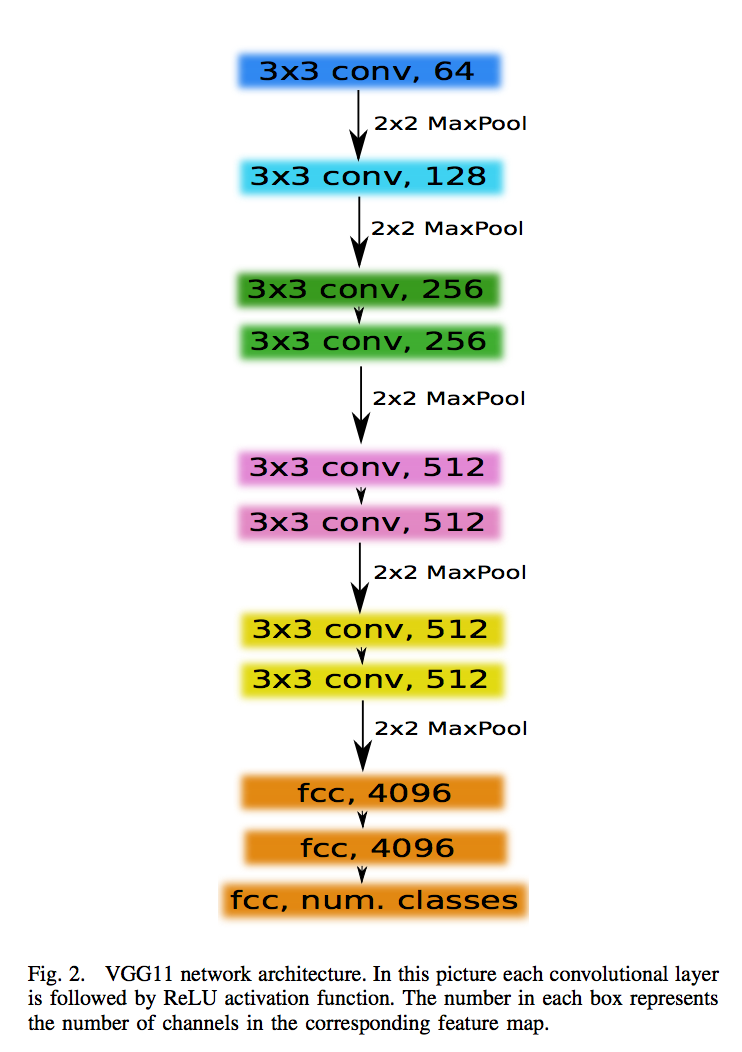 3x3 conv, 64
2x2 MaxPool
3x3 conv, 128
2x2 MaxPool
3x3 conv, 256
3x3 conv, 256
2x2 MaxPool
3x3 conv, 512
3x3 conv, 512
2x2 MaxPool
3x3 conv, 512
3x3 conv, 512
2x2 MaxPool
fcc, 4096
fcc, 4096
fcc, num. classes
Fig. 2. VGG11 network architecture. In this picture each convolutional layer
is followed by ReLU activation function. The number in each box represents
the number of channels in the corresponding feature map.